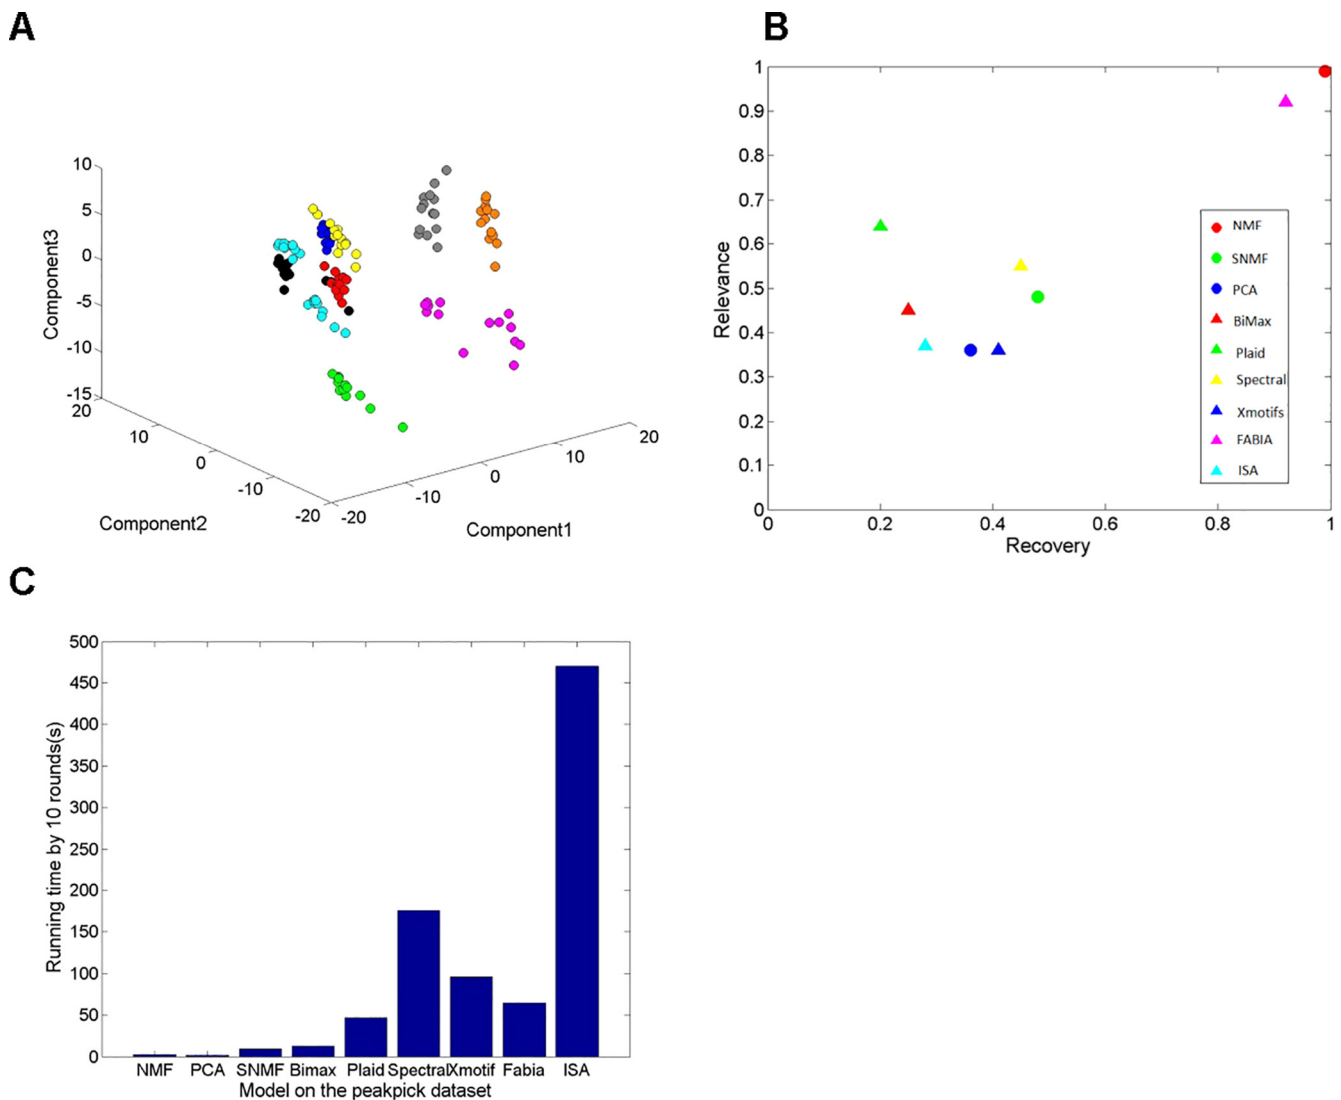 A
10
5
0
-5
-10
-15
Component3
20
10
0
-10
-20
Component2
-20
-10
0
10
20
Component1
B
1
0.9
0.8
0.7
0.6
0.5
0.4
0.3
0.2
0.1
0
Relevance
0
0.2
0.4
0.6
0.8
1
Recovery
NMF
SNMF
PCA
BiMax
Plaid
Spectral
Xmotifs
FABIA
ISA
C
500
450
400
350
300
250
200
150
100
50
0
Running time by 10 rounds(s)
NMF PCA SNMF Bimax Plaid Spectral Xmotif Fabia ISA
Model on the peakpick dataset